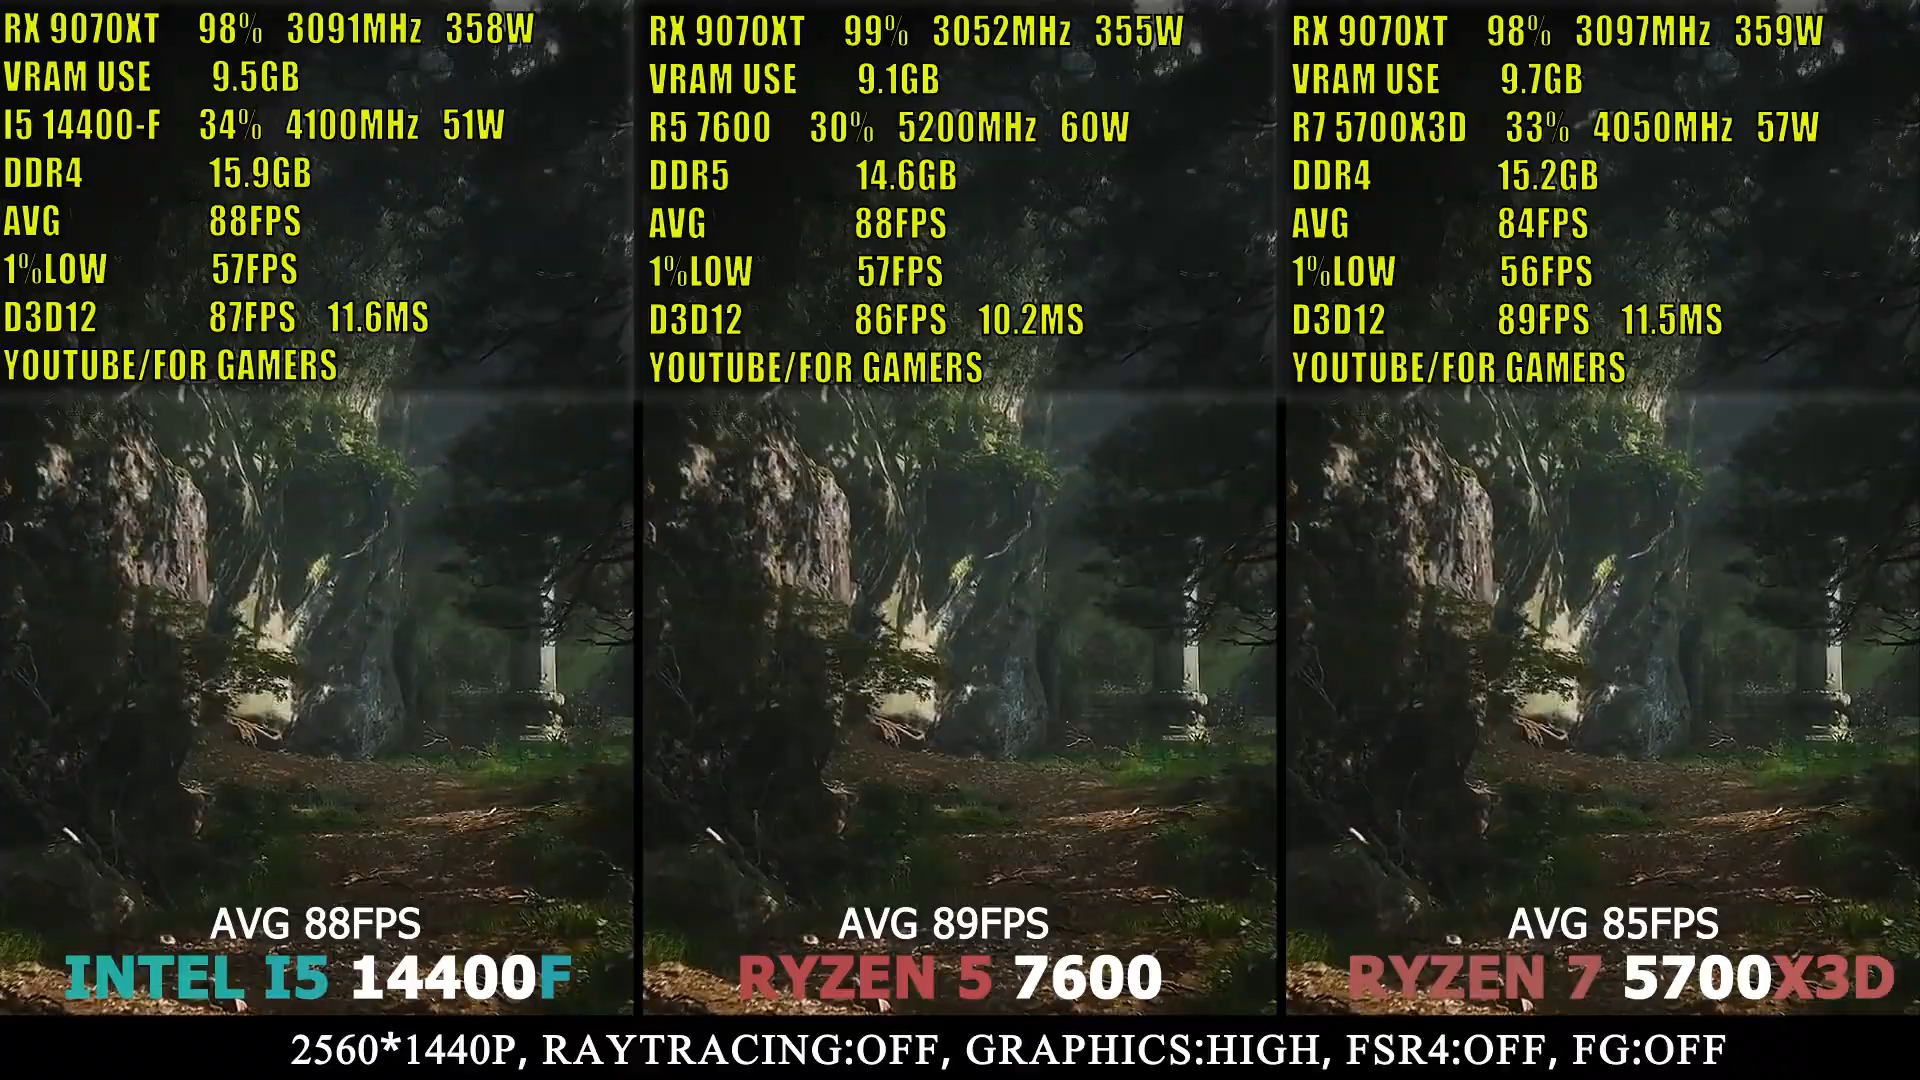 RX 9070XT 98% 3091MHz 358W
VRAM USE 9.5GB
I5 14400-F 34% 4100MHz 51W
DDR4 15.9GB
AVG 88FPS
1%LOW 57FPS
D3D12 87FPS 11.6MS
YOUTUBE/FOR GAMERS
RX 9070XT 99% 3052MHz 355W
VRAM USE 9.1GB
R5 7600 30% 5200MHz 60W
DDR5 14.6GB
AVG 88FPS
1%LOW 57FPS
D3D12 86FPS 10.2MS
YOUTUBE/FOR GAMERS
RX 9070XT 98% 3097MHz 359W
VRAM USE 9.7GB
R7 5700X3D 33% 4050MHz 57W
DDR4 15.2GB
AVG 84FPS
1%LOW 56FPS
D3D12 89FPS 11.5MS
YOUTUBE/FOR GAMERS
AVG 88FPS
INTEL I5 14400F
AVG 89FPS
RYZEN 5 7600
AVG 85FPS
RYZEN 7 5700X3D
2560*1440P, RAYTRACING:OFF, GRAPHICS:HIGH, FSR4:OFF, FG:OFF